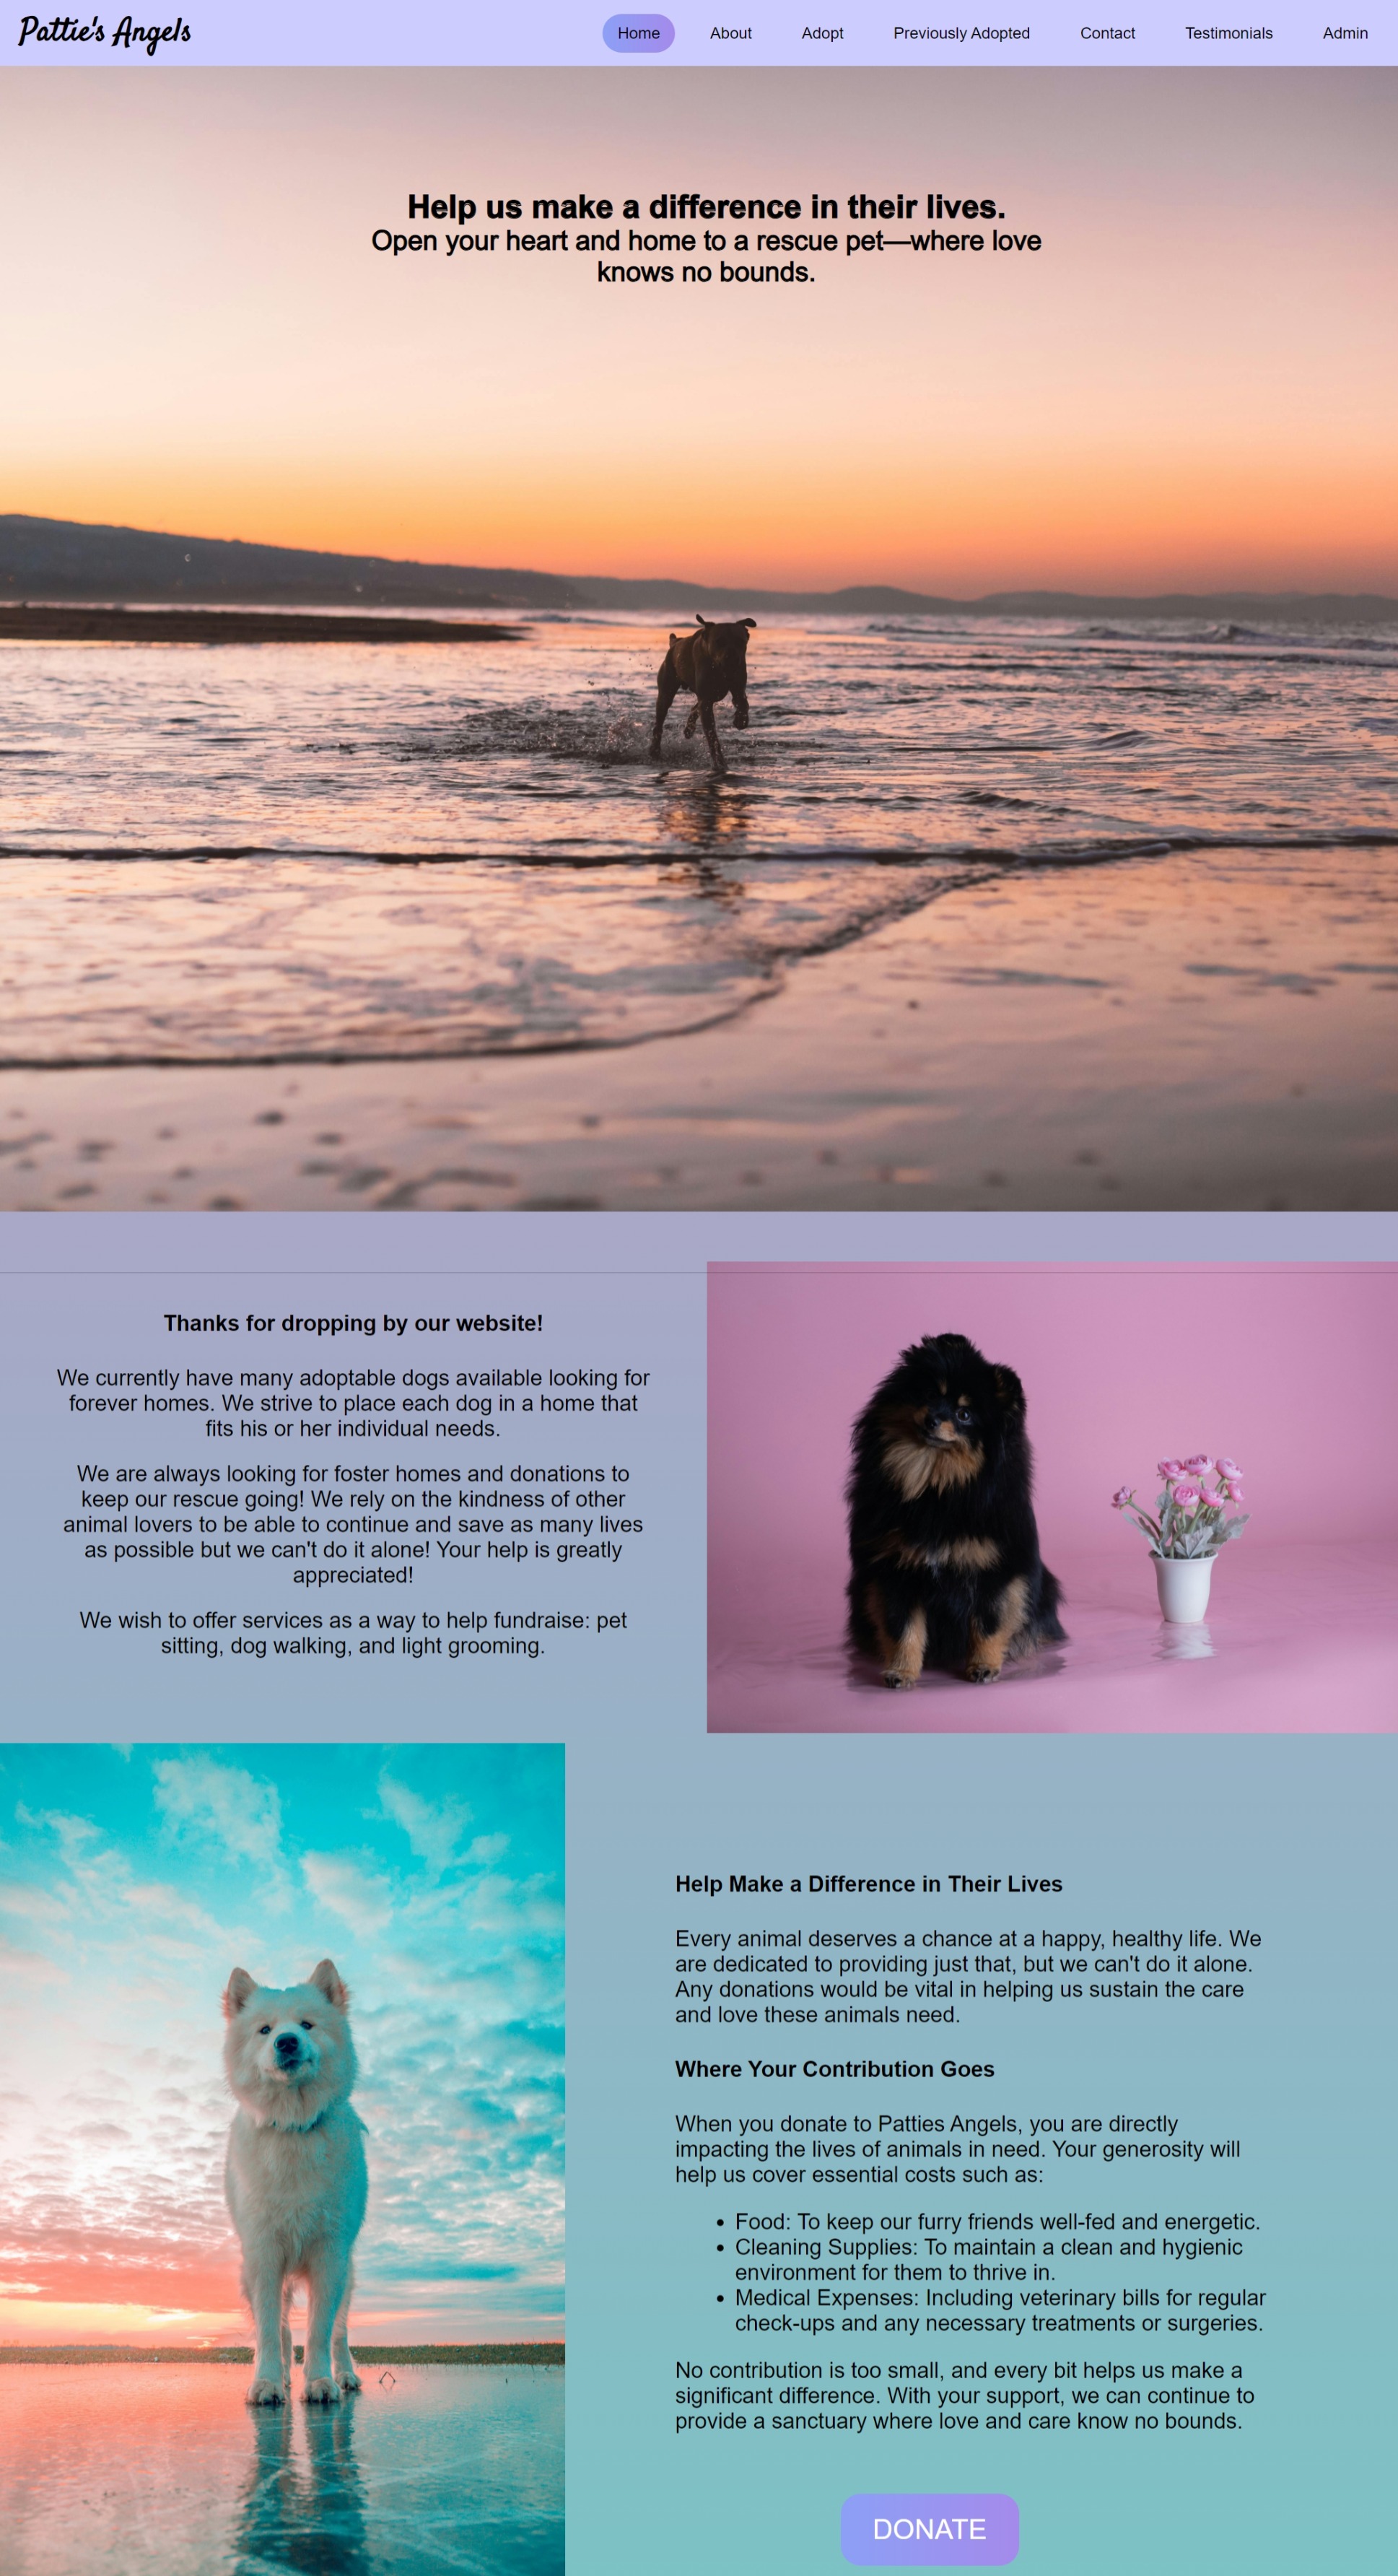 Pattie's Angels
Home About Adopt Previously Adopted Contact Testimonials Admin
Help us make a difference in their lives.
Open your heart and home to a rescue pet—where love
knows no bounds.
Thanks for dropping by our website!
We currently have many adoptable dogs available looking for
forever homes. We strive to place each dog in a home that
fits his or her individual needs.
We are always looking for foster homes and donations to
keep our rescue going! We rely on the kindness of other
animal lovers to be able to continue and save as many lives
as possible but we can't do it alone! Your help is greatly
appreciated!
We wish to offer services as a way to help fundraise: pet
sitting, dog walking, and light grooming.
Help Make a Difference in Their Lives
Every animal deserves a chance at a happy, healthy life. We
are dedicated to providing just that, but we can't do it alone.
Any donations would be vital in helping us sustain the care
and love these animals need.
Where Your Contribution Goes
When you donate to Patties Angels, you are directly
impacting the lives of animals in need. Your generosity will
help us cover essential costs such as:
• Food: To keep our furry friends well-fed and energetic.
• Cleaning Supplies: To maintain a clean and hygienic
environment for them to thrive in.
• Medical Expenses: Including veterinary bills for regular
check-ups and any necessary treatments or surgeries.
No contribution is too small, and every bit helps us make a
significant difference. With your support, we can continue to
provide a sanctuary where love and care know no bounds.
DONATE